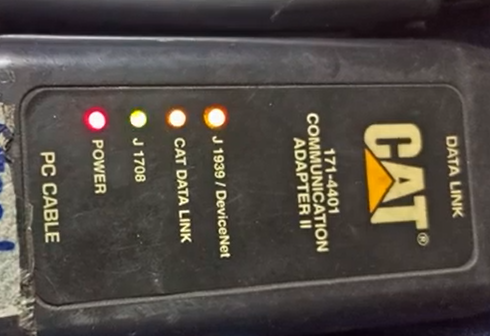 DATA LINK
CAT®
171-4401
COMMUNICATION
ADAPTER II
J 1939 / DeviceNet
CAT DATA LINK
J 1708
POWER
PC CABLE